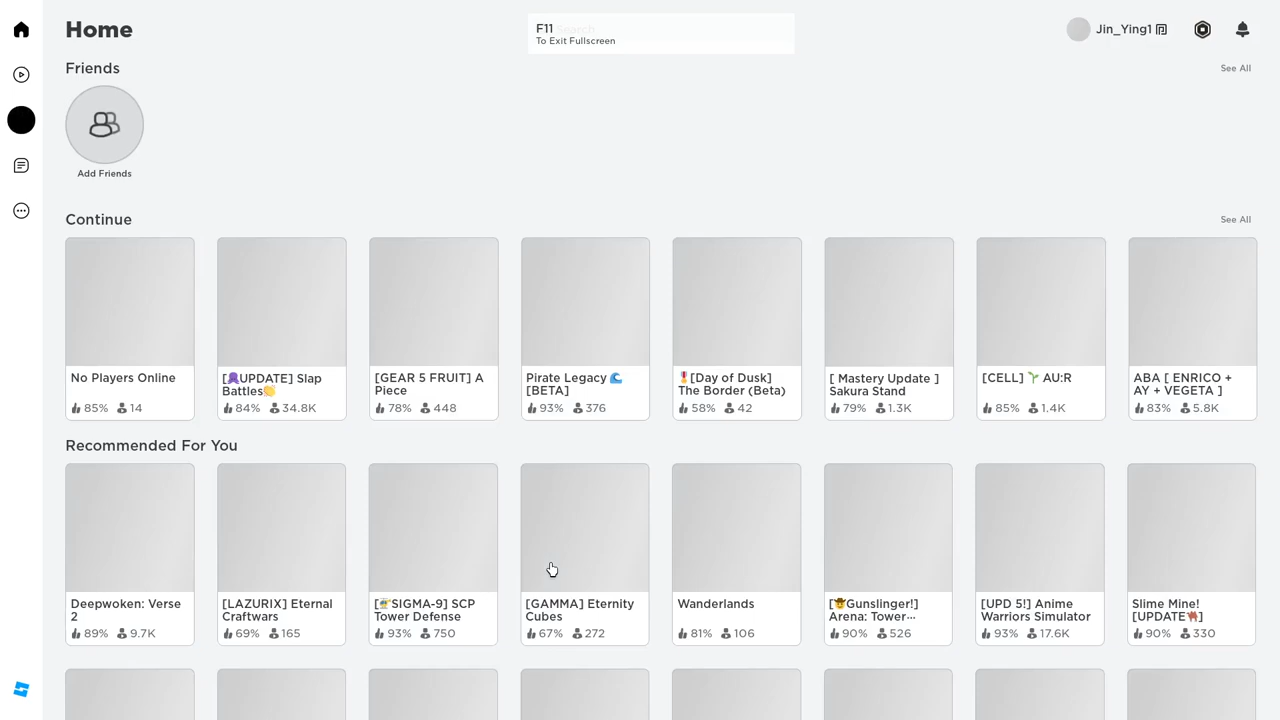 Home
F11 Search
To Exit Fullscreen
Jin_Ying1
Friends
See All
Add Friends
Continue
See All
No Players Online
85% 14
[UPDATE] Slap
Battles👏
84% 34.8K
[GEAR 5 FRUIT] A
Piece
78% 448
Pirate Legacy 🌊
[BETA]
93% 376
🎖️[Day of Dusk]
The Border (Beta)
58% 42
[ Mastery Update ]
Sakura Stand
79% 1.3K
[CELL] 🌱 AU:R
85% 1.4K
ABA [ ENRICO +
AY + VEGETA ]
83% 5.8K
Recommended For You
Deepwoken: Verse
2
89% 9.7K
[LAZURIX] Eternal
Craftwars
69% 165
[SIGMA-9] SCP
Tower Defense
93% 750
[GAMMA] Eternity
Cubes
67% 272
Wanderlands
81% 106
[🤠Gunslinger!]
Arena: Tower...
90% 526
[UPD 5!] Anime
Warriors Simulator
93% 17.6K
Slime Mine!
[UPDATE]
90% 330